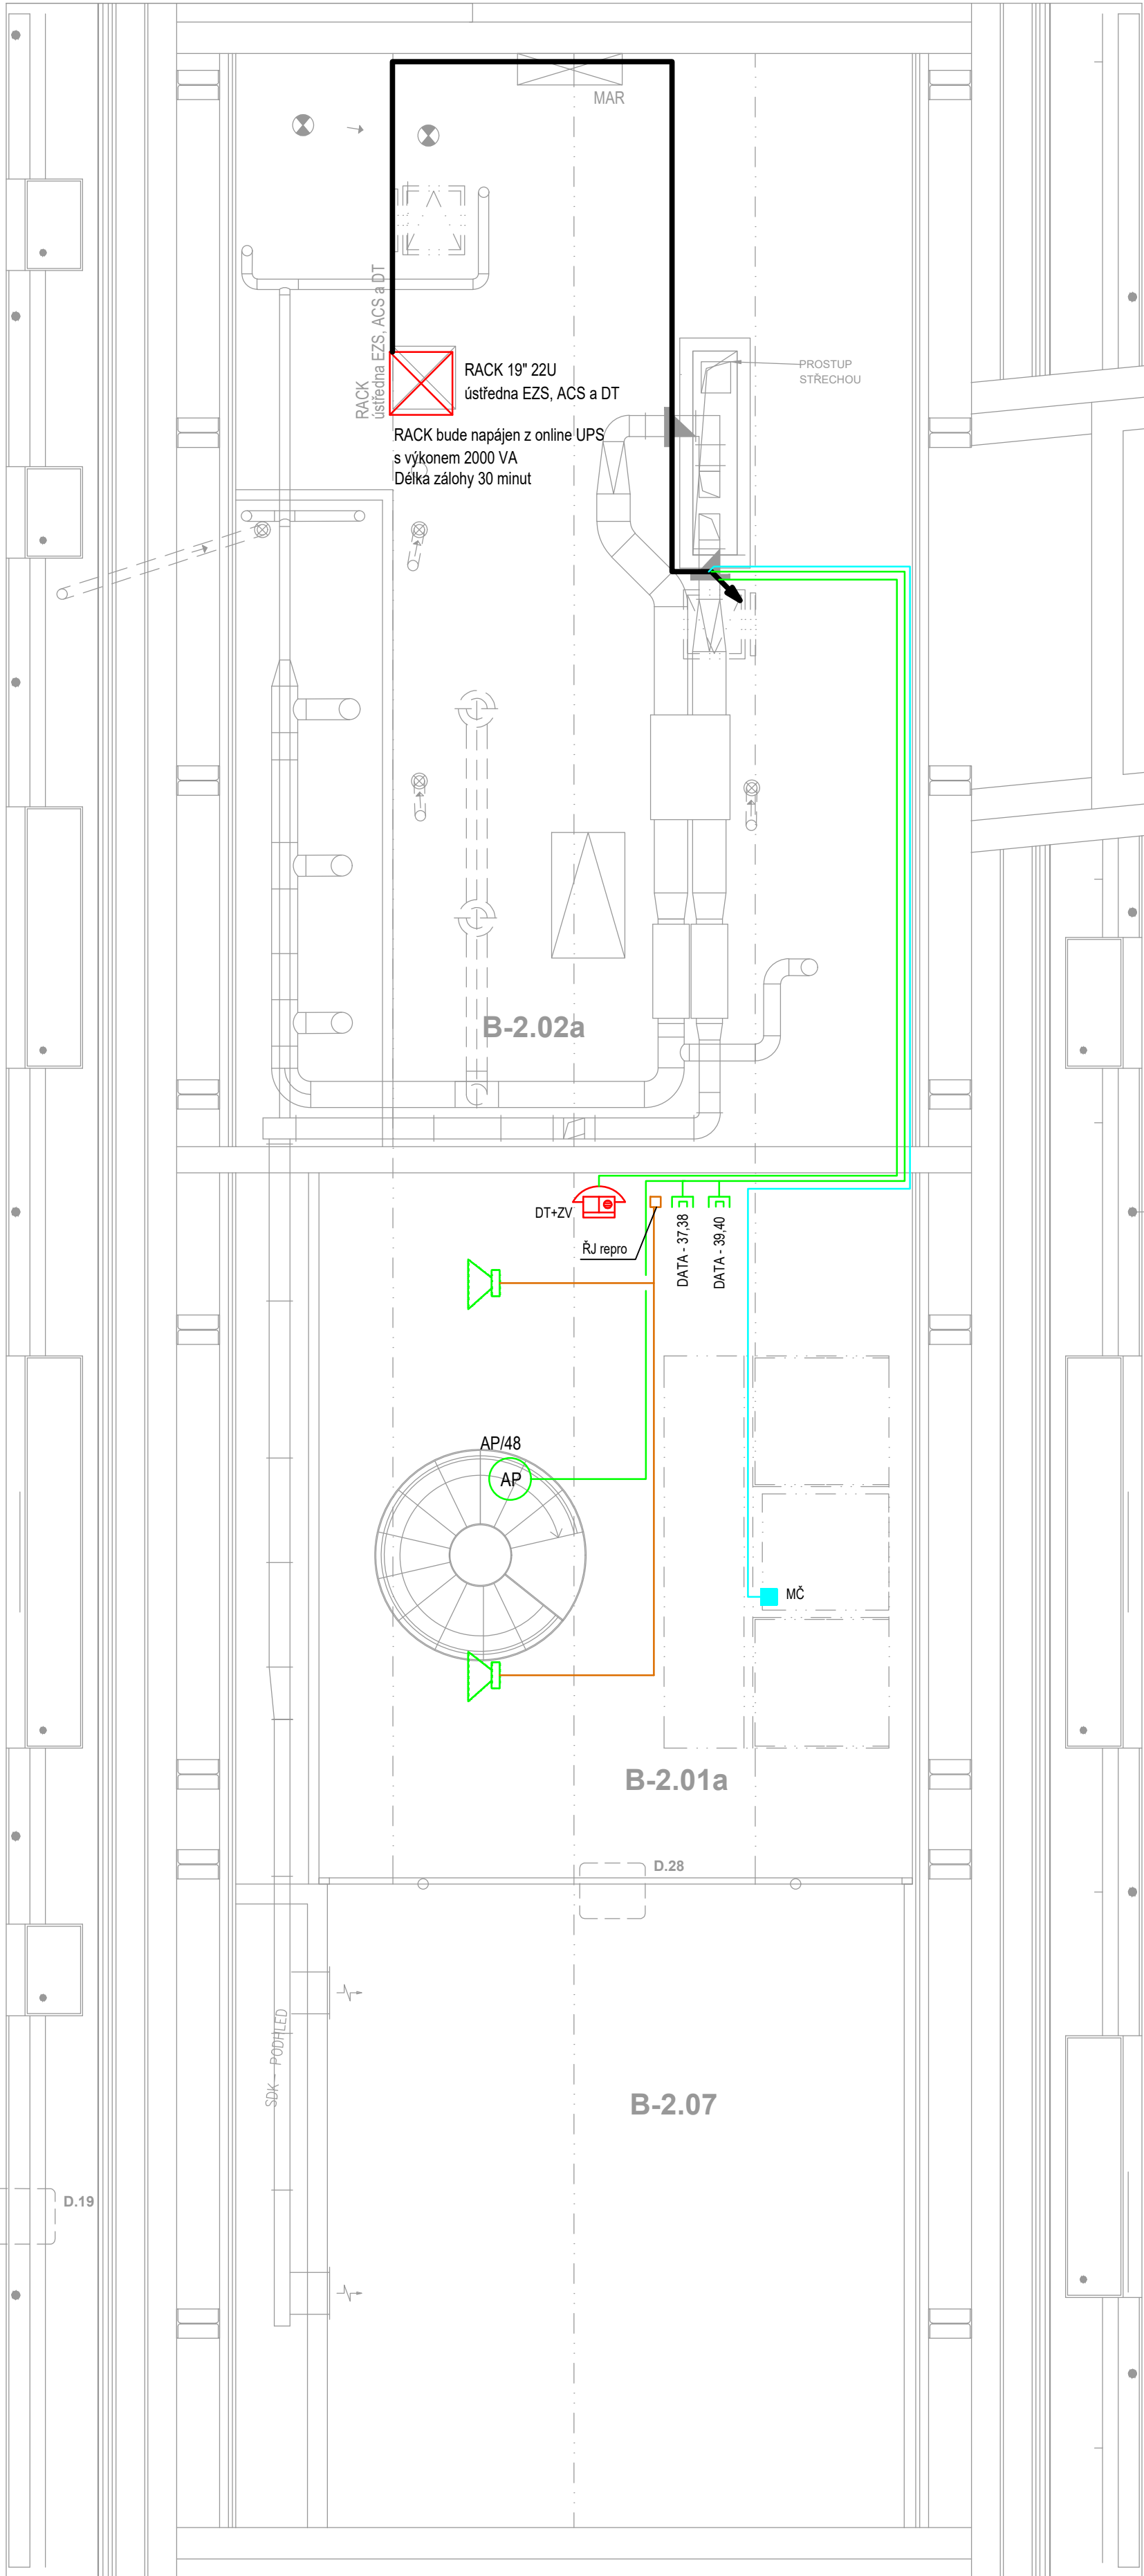 MAR
RACK
ústředna EZS, ACS a DT
RACK 19" 22U
ústředna EZS, ACS a DT
PROSTUP
STŘECHOU
RACK bude napájen z online UPS
s výkonem 2000 VA
Délka zálohy 30 minut
B-2.02a
DT+ZV
ŘJ repro
DATA - 37,38
DATA - 39,40
AP/48
AP
MČ
B-2.01a
D.28
SDK - PODHLED
B-2.07
D.19